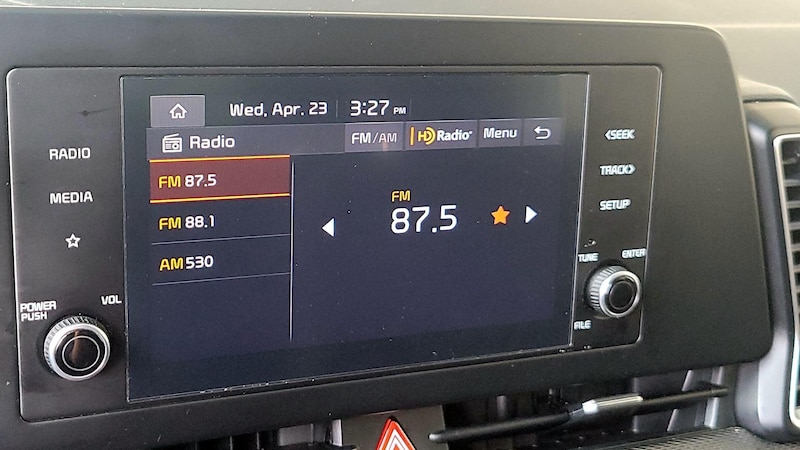 Wed, Apr. 23 3:27 PM
Radio FM/AM HD Radio Menu
FM 87.5
FM 88.1
AM 530
FM
87.5
RADIO
MEDIA
POWER PUSH
VOL
<SEEK
TRACK>
SETUP
TUNE
ENTER
FILE